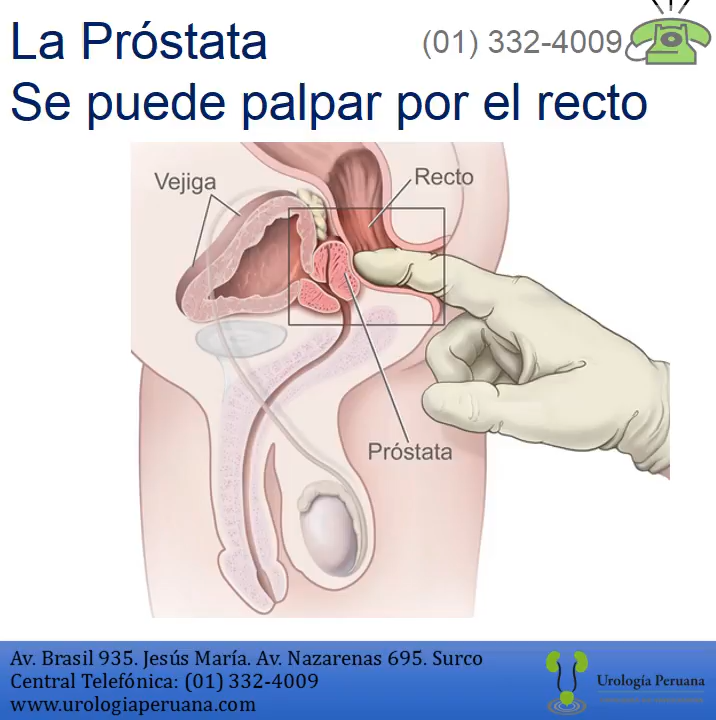 La Próstata
(01) 332-4009
Se puede palpar por el recto
Vejiga
Recto
Próstata
Av. Brasil 935. Jesús María. Av. Nazarenas 695. Surco
Central Telefónica: (01) 332-4009
www.urologiaperuana.com
Urología Peruana